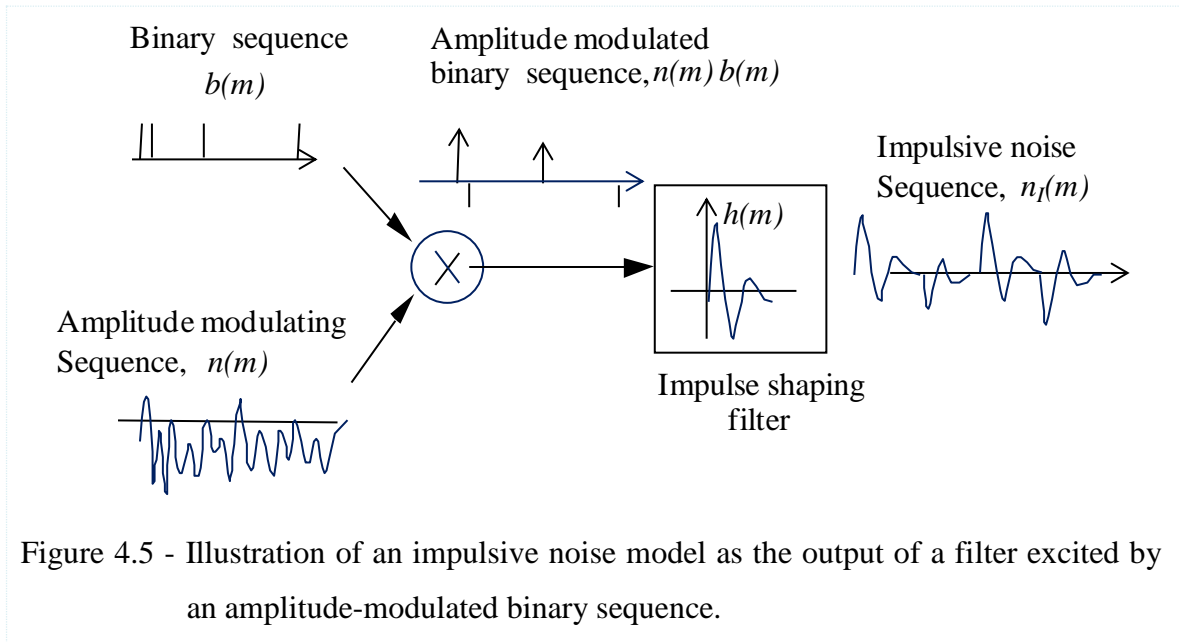 Binary sequence
b(m)
Amplitude modulated
binary sequence, n(m) b(m)
Impulsive noise
Sequence, n_I(m)
h(m)
Amplitude modulating
Sequence, n(m)
Impulse shaping
filter
Figure 4.5 - Illustration of an impulsive noise model as the output of a filter excited by
an amplitude-modulated binary sequence.